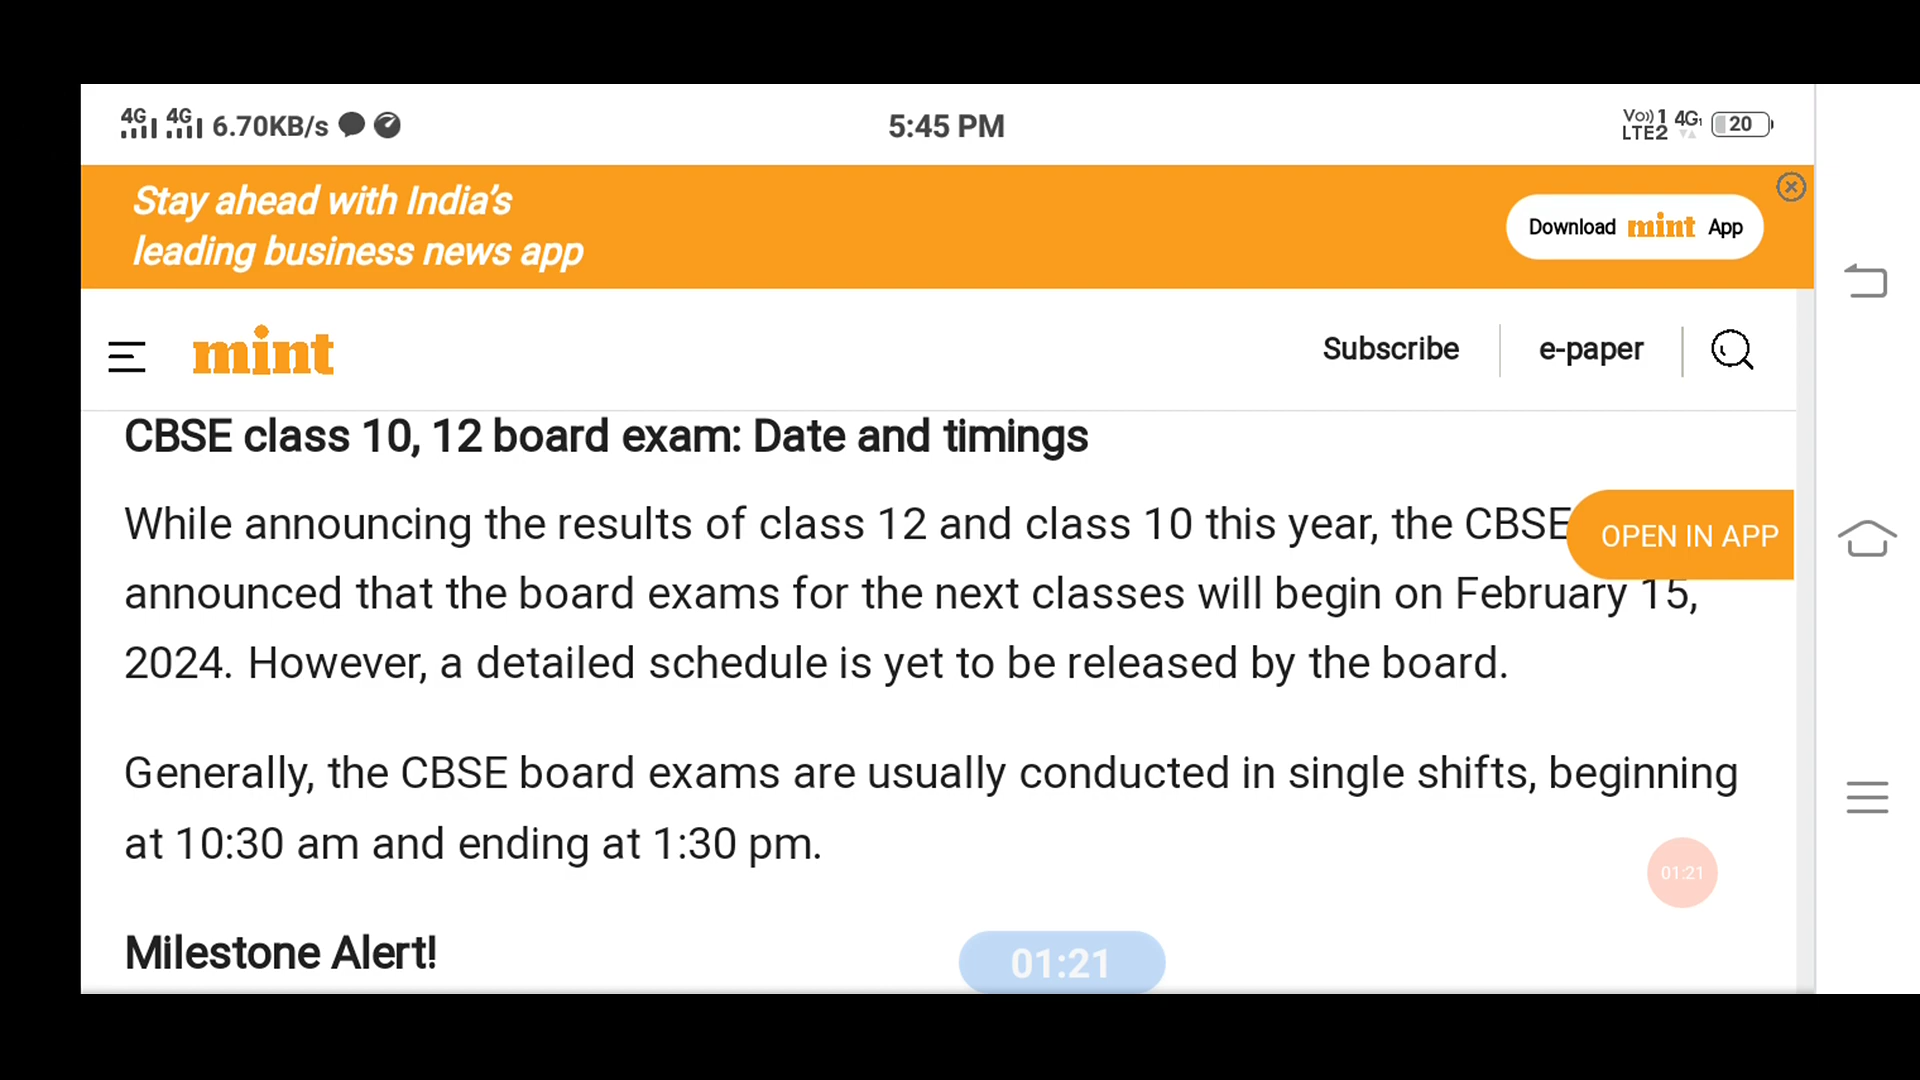 4G 4G 6.70KB/s 5:45 PM Vo)) 1 4G 20
LTE2
Stay ahead with India's
leading business news app
Download mint App
mint Subscribe e-paper
CBSE class 10, 12 board exam: Date and timings
While announcing the results of class 12 and class 10 this year, the CBSE
OPEN IN APP
announced that the board exams for the next classes will begin on February 15,
2024. However, a detailed schedule is yet to be released by the board.
Generally, the CBSE board exams are usually conducted in single shifts, beginning
at 10:30 am and ending at 1:30 pm.
01:21
Milestone Alert!
01:21